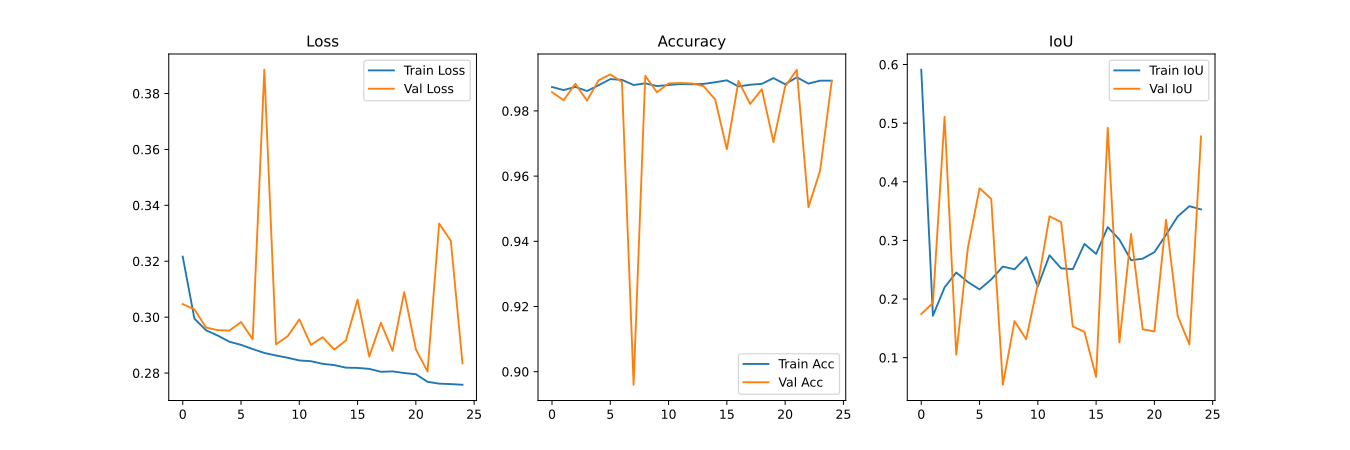 Loss
Train Loss
Val Loss
0.38
0.36
0.34
0.32
0.30
0.28
0 5 10 15 20 25
Accuracy
0.98
0.96
0.94
0.92
0.90
Train Acc
Val Acc
0 5 10 15 20 25
IoU
Train IoU
Val IoU
0.6
0.5
0.4
0.3
0.2
0.1
0 5 10 15 20 25